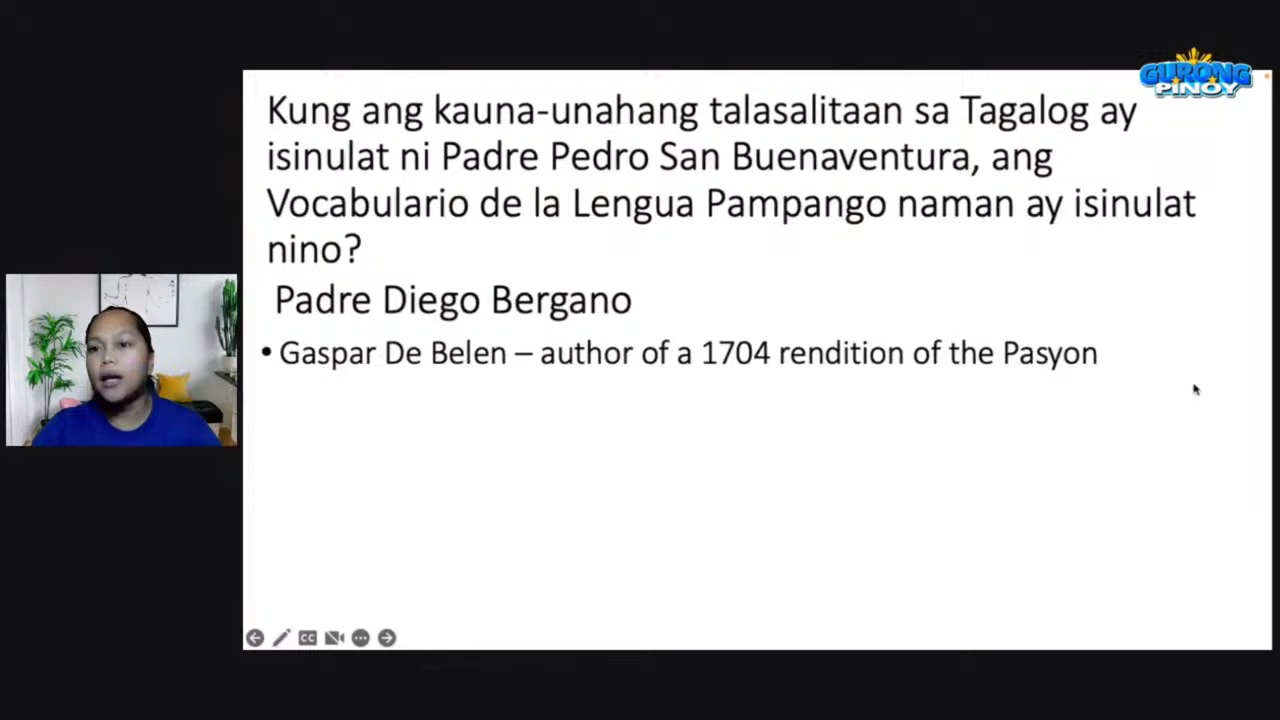 GURONG
PINOY
Kung ang kauna-unahang talasalitaan sa Tagalog ay
isinulat ni Padre Pedro San Buenaventura, ang
Vocabulario de la Lengua Pampango naman ay isinulat
nino?
Padre Diego Bergano
• Gaspar De Belen – author of a 1704 rendition of the Pasyon
CC